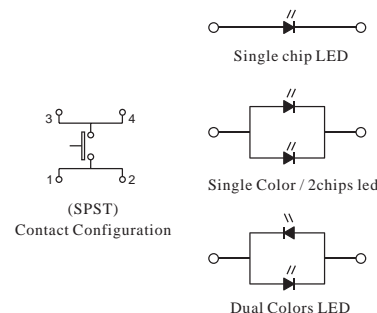 Single chip LED
3 4
1 2
(SPST)
Contact Configuration
Single Color / 2chips led
Dual Colors LED